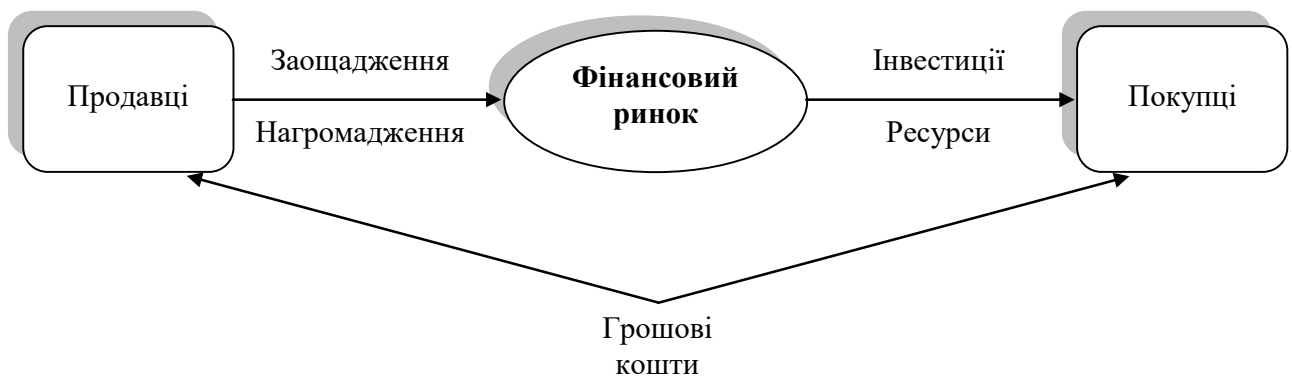 Продавці
Заощадження
Нагромадження
Фінансовий
ринок
Інвестиції
Ресурси
Покупці
Грошові
кошти